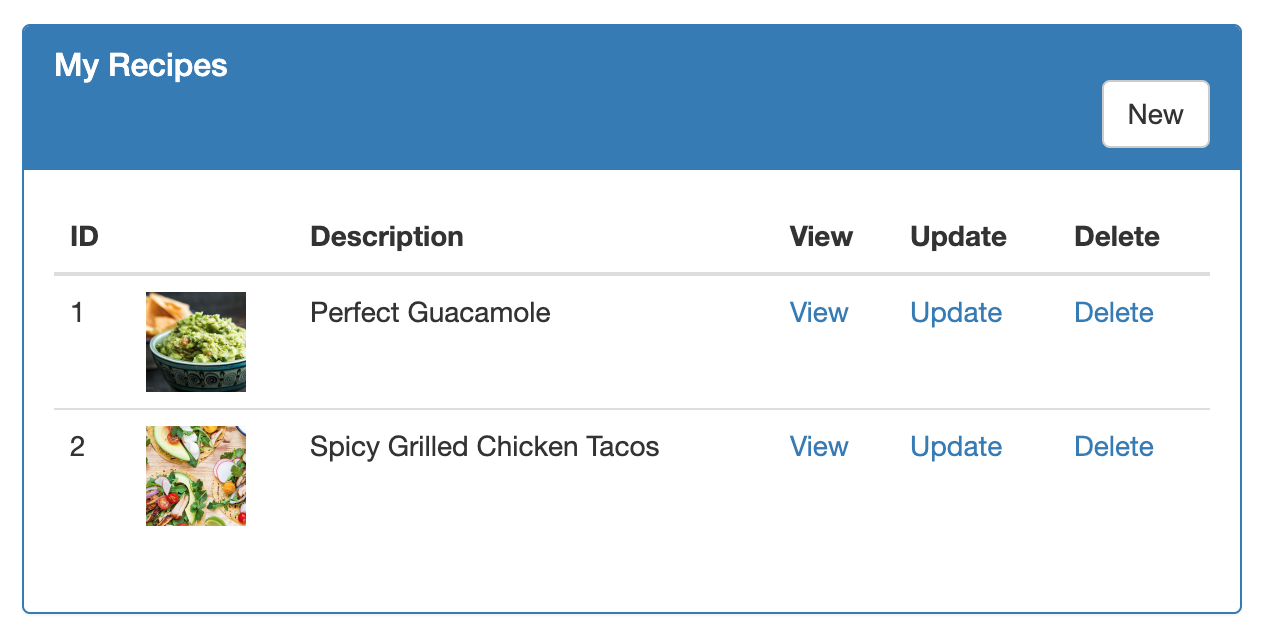 My Recipes
New
ID Description View Update Delete
1 Perfect Guacamole View Update Delete
2 Spicy Grilled Chicken Tacos View Update Delete